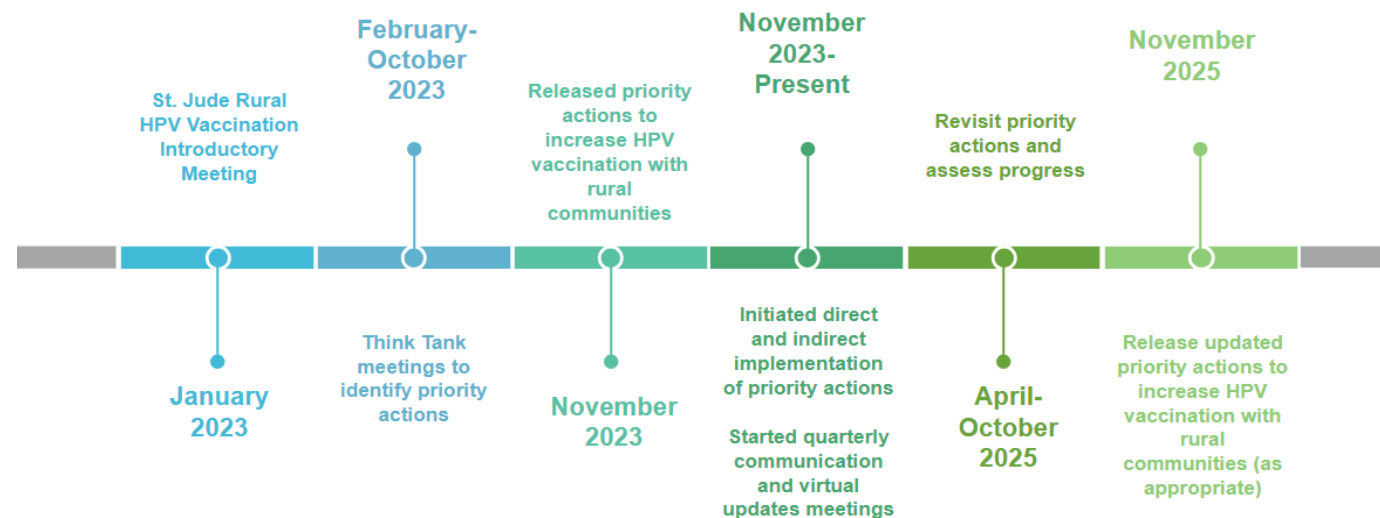 January
2023
St. Jude Rural
HPV Vaccination
Introductory
Meeting
February-
October
2023
Think Tank
meetings to
identify priority
actions
November
2023
Released priority
actions to
increase HPV
vaccination with
rural
communities
November
2023-
Present
Initiated direct
and indirect
implementation
of priority actions
Started quarterly
communication
and virtual
updates meetings
April-
October
2025
Revisit priority
actions and
assess progress
November
2025
Release updated
priority actions to
increase HPV
vaccination with
rural
communities (as
appropriate)